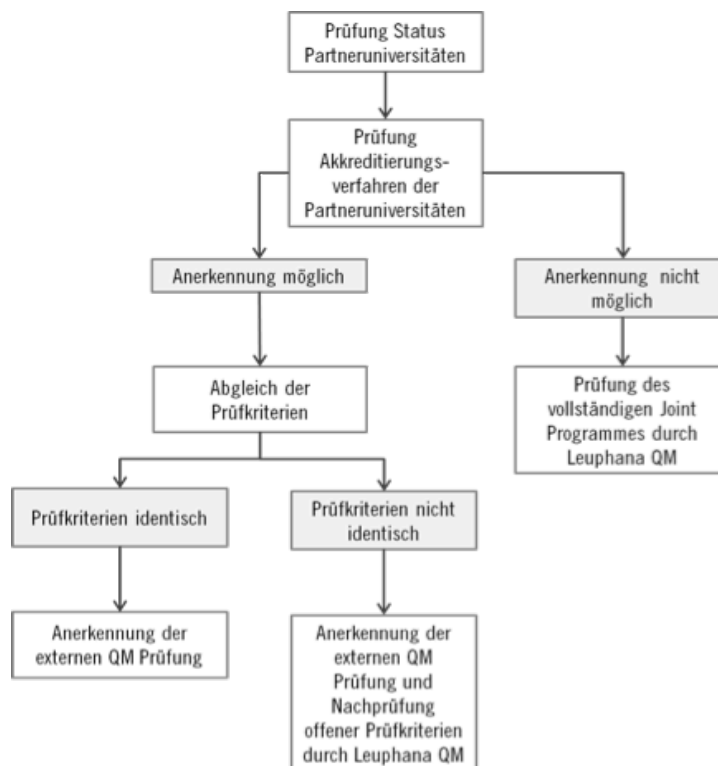 Prüfung Status
Partneruniversitäten
Prüfung
Akkreditierungs-
verfahren der
Partneruniversitäten
Anerkennung möglich
Anerkennung nicht
möglich
Abgleich der
Prüfkriterien
Prüfung des
vollständigen Joint
Programmes durch
Leuphana QM
Prüfkriterien identisch
Prüfkriterien nicht
identisch
Anerkennung der
externen QM Prüfung
Anerkennung der
externen QM
Prüfung und
Nachprüfung
offener Prüfkriterien
durch Leuphana QM